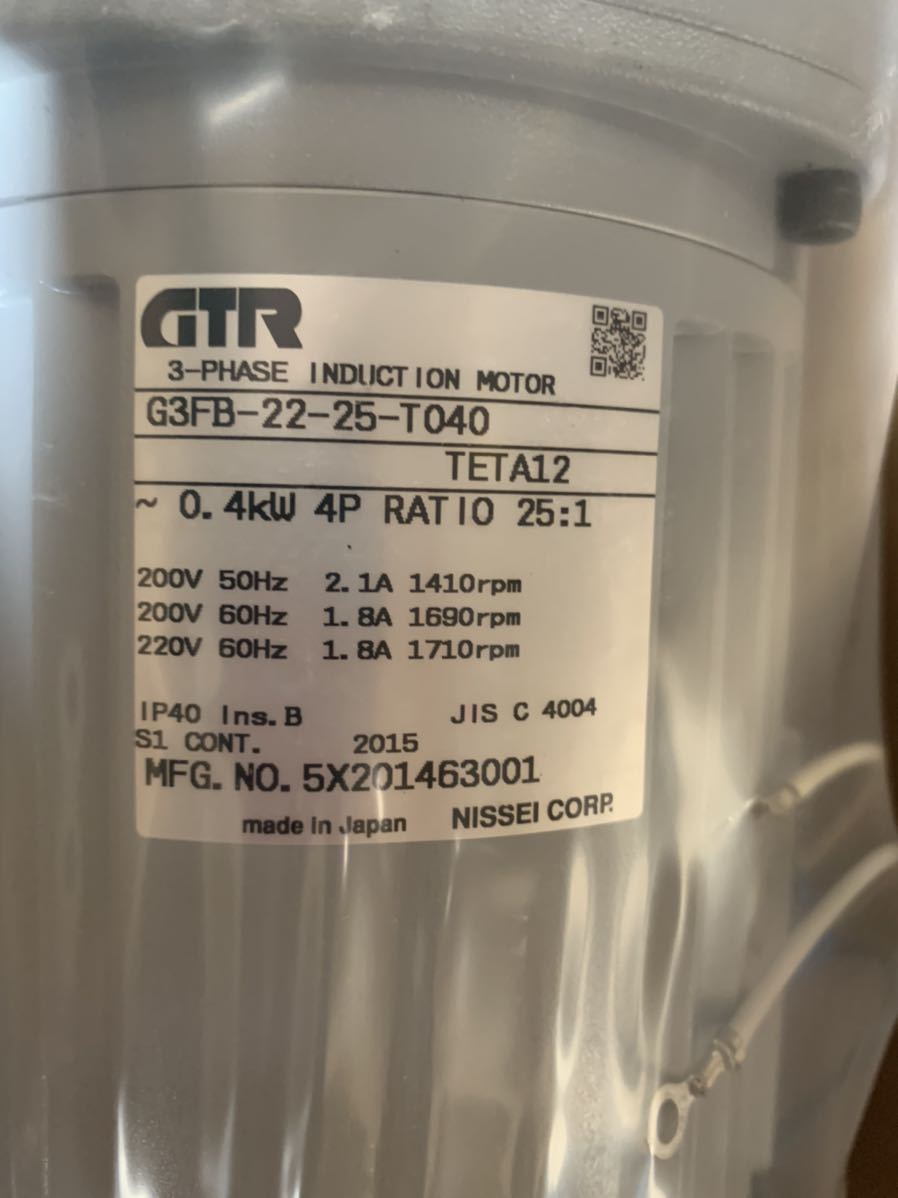 GTR
3-PHASE INDUCTION MOTOR
G3FB-22-25-T040
TETA12
~ 0.4kW 4P RATIO 25:1
200V 50Hz 2.1A 1410rpm
200V 60Hz 1.8A 1690rpm
220V 60Hz 1.8A 1710rpm
IP40 Ins.B JIS C 4004
S1 CONT. 2015
MFG. NO. 5X201463001
made in Japan NISSEI CORP.